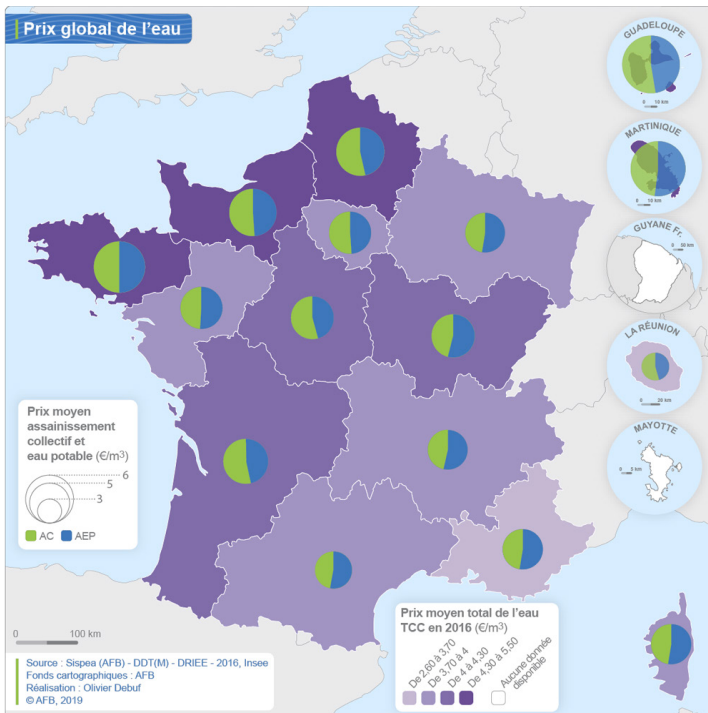 Prix global de l'eau
GUADELOUPE
0 10 km
MARTINIQUE
0 10 km
GUYANE Fr.
0 50 km
LA RÉUNION
0 20 km
MAYOTTE
0 5 km
Prix moyen
assainissement
collectif et
eau potable (€/m³)
6
5
3
AC AEP
0 100 km
Source : Sispea (AFB) - DDT(M) - DRIEE - 2016, Insee
Fonds cartographiques : AFB
Réalisation : Olivier Debuf
© AFB, 2019
Prix moyen total de l'eau
TCC en 2016 (€/m³)
De 2,60 à 3,70
De 3,70 à 4
De 4 à 4,30
De 4,30 à 5,50
Aucune donnée
disponible